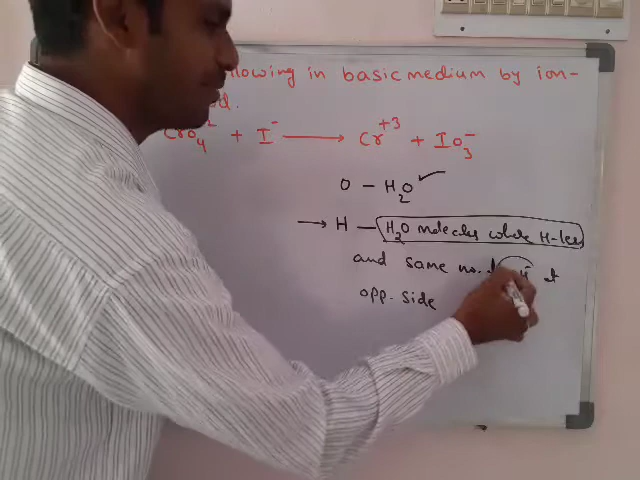 llowing in basic medium by ion-
CrO₄⁻² + I⁻ ⟶ Cr⁺³ + IO₃⁻
O – H₂O ✓
→ H – H₂O molecules where H-less
and same no.
opp. side